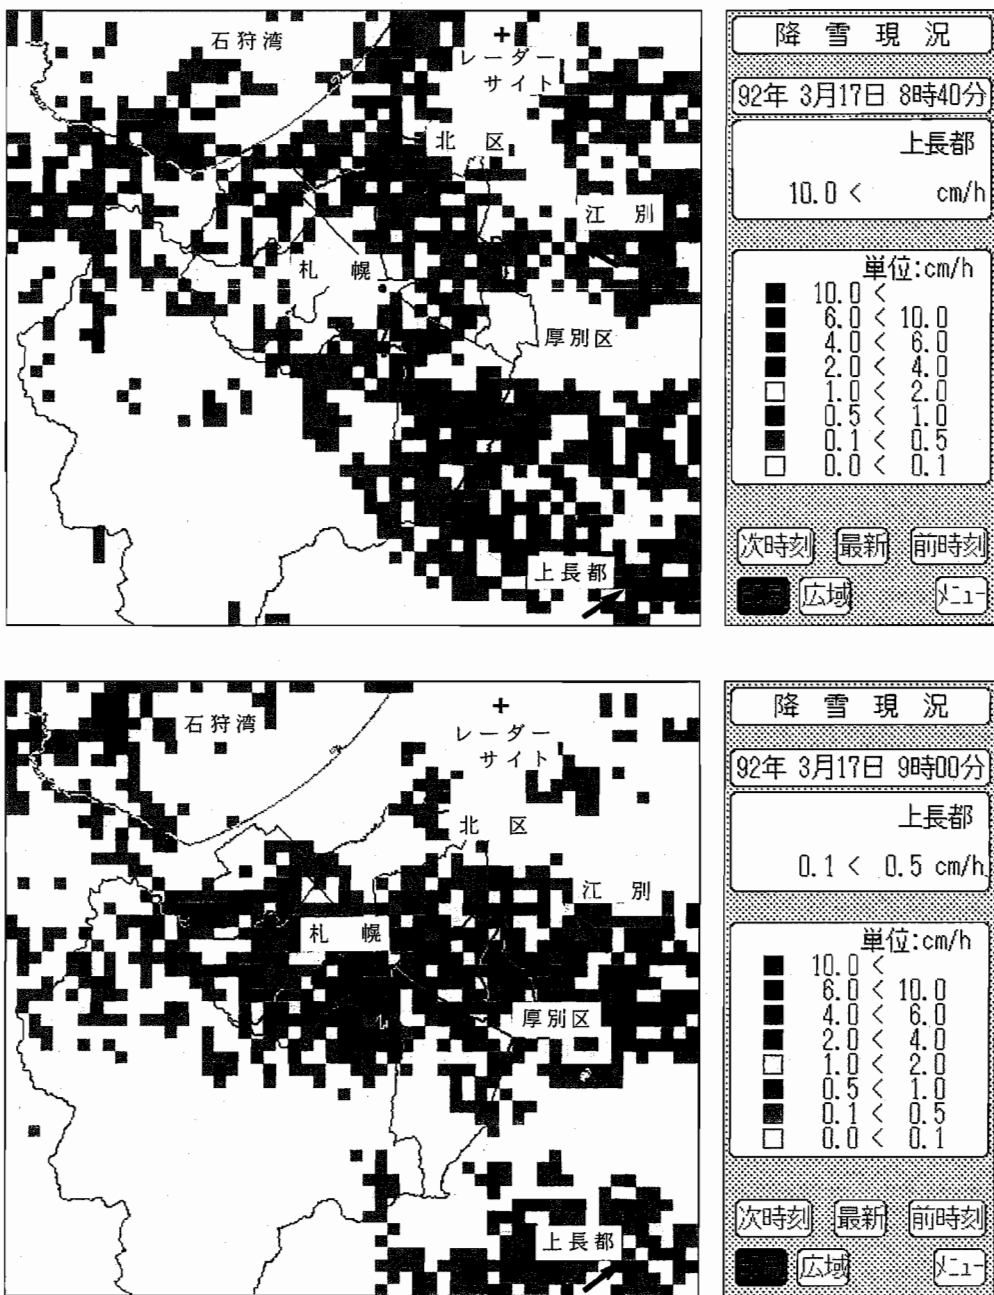 石狩湾
+
レーダー
サイト
北区
江別
札幌
厚別区
上長都
降雪現況
92年 3月17日 8時40分
上長都
10.0 < cm/h
単位:cm/h
10.0 <
6.0 < 10.0
4.0 < 6.0
2.0 < 4.0
1.0 < 2.0
0.5 < 1.0
0.1 < 0.5
0.0 < 0.1
次時刻 最新 前時刻
広域 メニュー
石狩湾
+
レーダー
サイト
北区
江別
札幌
厚別区
上長都
降雪現況
92年 3月17日 9時00分
上長都
0.1 < 0.5 cm/h
単位:cm/h
10.0 <
6.0 < 10.0
4.0 < 6.0
2.0 < 4.0
1.0 < 2.0
0.5 < 1.0
0.1 < 0.5
0.0 < 0.1
次時刻 最新 前時刻
広域 メニュー